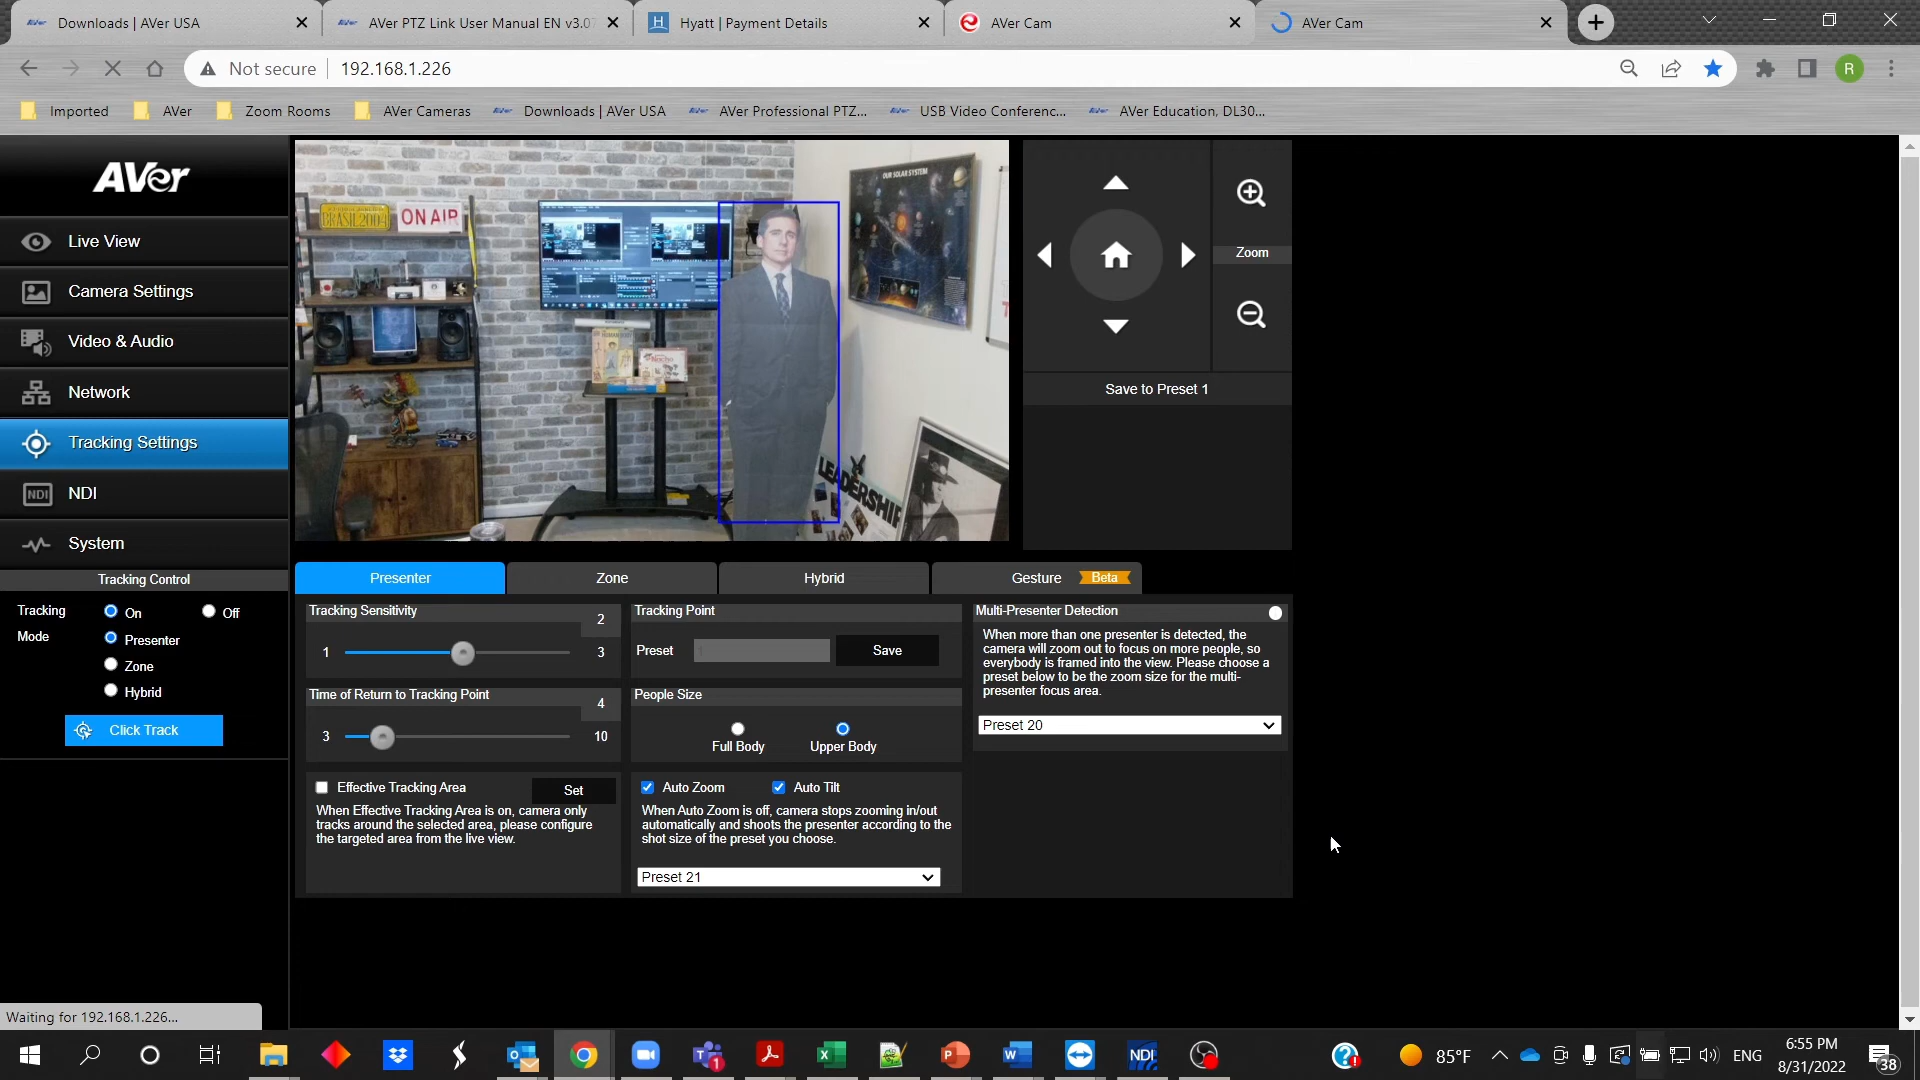 Downloads | AVer USA
AVer PTZ Link User Manual EN v3.07
Hyatt | Payment Details
AVer Cam
AVer Cam
Not secure
192.168.1.226
R
Imported
AVer
Zoom Rooms
AVer Cameras
Downloads | AVer USA
AVer Professional PTZ...
USB Video Conferenc...
AVer Education, DL30...
AVer
Live View
Camera Settings
Video & Audio
Network
Tracking Settings
NDI
NDI
System
Tracking Control
Tracking
On
Off
Mode
Presenter
Zone
Hybrid
Click Track
BRASIL2004
ON AIR
OUR SOLAR SYSTEM
LEADERSHIP
Zoom
Save to Preset 1
Presenter
Zone
Hybrid
Gesture
Beta
Tracking Sensitivity
2
1
3
Time of Return to Tracking Point
4
3
10
Effective Tracking Area
Set
When Effective Tracking Area is on, camera only
tracks around the selected area, please configure
the targeted area from the live view.
Tracking Point
Preset
1
Save
People Size
Full Body
Upper Body
Auto Zoom
Auto Tilt
When Auto Zoom is off, camera stops zooming in/out
automatically and shoots the presenter according to the
shot size of the preset you choose.
Preset 21
Multi-Presenter Detection
When more than one presenter is detected, the
camera will zoom out to focus on more people, so
everybody is framed into the view. Please choose a
preset below to be the zoom size for the multi-
presenter focus area.
Preset 20
Waiting for 192.168.1.226...
1
NDI
85°F
ENG
6:55 PM
8/31/2022
38